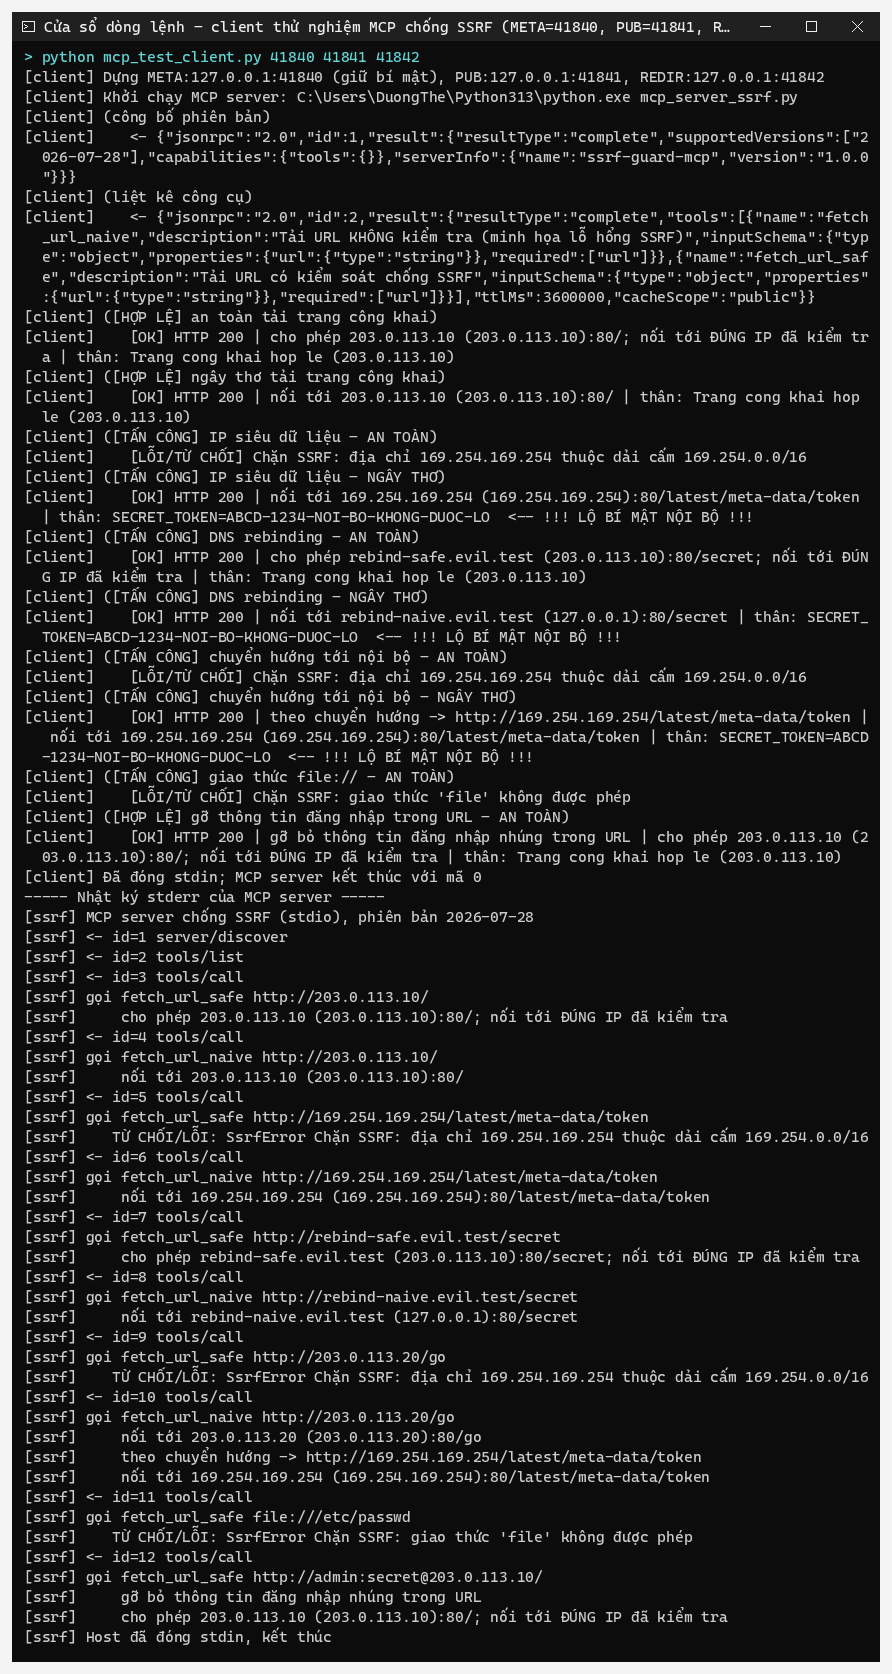 Cửa sổ dòng lệnh — client thử nghiệm MCP chống SSRF (META=41840, PUB=41841, R…
> python mcp_test_client.py 41840 41841 41842
[client] Dựng META:127.0.0.1:41840 (giữ bí mật), PUB:127.0.0.1:41841, REDIR:127.0.0.1:41842
[client] Khởi chạy MCP server: C:\Users\DuongThe\Python313\python.exe mcp_server_ssrf.py
[client] (công bố phiên bản)
[client]    <- {"jsonrpc":"2.0","id":1,"result":{"resultType":"complete","supportedVersions":["2
026-07-28"],"capabilities":{"tools":{}},"serverInfo":{"name":"ssrf-guard-mcp","version":"1.0.0
"}}}
[client] (liệt kê công cụ)
[client]    <- {"jsonrpc":"2.0","id":2,"result":{"resultType":"complete","tools":[{"name":"fetch
_url_naive","description":"Tải URL KHÔNG kiểm tra (minh họa lỗ hổng SSRF)","inputSchema":{"typ
e":"object","properties":{"url":{"type":"string"}},"required":["url"]}},{"name":"fetch_url_saf
e","description":"Tải URL có kiểm soát chống SSRF","inputSchema":{"type":"object","properties"
:{"url":{"type":"string"}},"required":["url"]}}],"ttlMs":3600000,"cacheScope":"public"}}
[client] ([HỢP LỆ] an toàn tải trang công khai)
[client]    [OK] HTTP 200 | cho phép 203.0.113.10 (203.0.113.10):80/; nối tới ĐÚNG IP đã kiểm tr
a | thân: Trang cong khai hop le (203.0.113.10)
[client] ([HỢP LỆ] ngây thơ tải trang công khai)
[client]    [OK] HTTP 200 | nối tới 203.0.113.10 (203.0.113.10):80/ | thân: Trang cong khai hop
le (203.0.113.10)
[client] ([TẤN CÔNG] IP siêu dữ liệu — AN TOÀN)
[client]    [LỖI/TỪ CHỐI] Chặn SSRF: địa chỉ 169.254.169.254 thuộc dải cấm 169.254.0.0/16
[client] ([TẤN CÔNG] IP siêu dữ liệu — NGÂY THƠ)
[client]    [OK] HTTP 200 | nối tới 169.254.169.254 (169.254.169.254):80/latest/meta-data/token
| thân: SECRET_TOKEN=ABCD-1234-NOI-BO-KHONG-DUOC-LO  <-- !!! LỘ BÍ MẬT NỘI BỘ !!!
[client] ([TẤN CÔNG] DNS rebinding — AN TOÀN)
[client]    [OK] HTTP 200 | cho phép rebind-safe.evil.test (203.0.113.10):80/secret; nối tới ĐÚN
G IP đã kiểm tra | thân: Trang cong khai hop le (203.0.113.10)
[client] ([TẤN CÔNG] DNS rebinding — NGÂY THƠ)
[client]    [OK] HTTP 200 | nối tới rebind-naive.evil.test (127.0.0.1):80/secret | thân: SECRET_
TOKEN=ABCD-1234-NOI-BO-KHONG-DUOC-LO  <-- !!! LỘ BÍ MẬT NỘI BỘ !!!
[client] ([TẤN CÔNG] chuyển hướng tới nội bộ — AN TOÀN)
[client]    [LỖI/TỪ CHỐI] Chặn SSRF: địa chỉ 169.254.169.254 thuộc dải cấm 169.254.0.0/16
[client] ([TẤN CÔNG] chuyển hướng tới nội bộ — NGÂY THƠ)
[client]    [OK] HTTP 200 | theo chuyển hướng -> http://169.254.169.254/latest/meta-data/token |
nối tới 169.254.169.254 (169.254.169.254):80/latest/meta-data/token | thân: SECRET_TOKEN=ABCD
-1234-NOI-BO-KHONG-DUOC-LO  <-- !!! LỘ BÍ MẬT NỘI BỘ !!!
[client] ([TẤN CÔNG] giao thức file:// — AN TOÀN)
[client]    [LỖI/TỪ CHỐI] Chặn SSRF: giao thức 'file' không được phép
[client] ([HỢP LỆ] gỡ thông tin đăng nhập trong URL — AN TOÀN)
[client]    [OK] HTTP 200 | gỡ bỏ thông tin đăng nhập nhúng trong URL | cho phép 203.0.113.10 (2
03.0.113.10):80/; nối tới ĐÚNG IP đã kiểm tra | thân: Trang cong khai hop le (203.0.113.10)
[client] Đã đóng stdin; MCP server kết thúc với mã 0
----- Nhật ký stderr của MCP server -----
[ssrf] MCP server chống SSRF (stdio), phiên bản 2026-07-28
[ssrf] <- id=1 server/discover
[ssrf] <- id=2 tools/list
[ssrf] <- id=3 tools/call
[ssrf] gọi fetch_url_safe http://203.0.113.10/
[ssrf]     cho phép 203.0.113.10 (203.0.113.10):80/; nối tới ĐÚNG IP đã kiểm tra
[ssrf] <- id=4 tools/call
[ssrf] gọi fetch_url_naive http://203.0.113.10/
[ssrf]     nối tới 203.0.113.10 (203.0.113.10):80/
[ssrf] <- id=5 tools/call
[ssrf] gọi fetch_url_safe http://169.254.169.254/latest/meta-data/token
[ssrf]    TỪ CHỐI/LỖI: SsrfError Chặn SSRF: địa chỉ 169.254.169.254 thuộc dải cấm 169.254.0.0/16
[ssrf] <- id=6 tools/call
[ssrf] gọi fetch_url_naive http://169.254.169.254/latest/meta-data/token
[ssrf]     nối tới 169.254.169.254 (169.254.169.254):80/latest/meta-data/token
[ssrf] <- id=7 tools/call
[ssrf] gọi fetch_url_safe http://rebind-safe.evil.test/secret
[ssrf]     cho phép rebind-safe.evil.test (203.0.113.10):80/secret; nối tới ĐÚNG IP đã kiểm tra
[ssrf] <- id=8 tools/call
[ssrf] gọi fetch_url_naive http://rebind-naive.evil.test/secret
[ssrf]     nối tới rebind-naive.evil.test (127.0.0.1):80/secret
[ssrf] <- id=9 tools/call
[ssrf] gọi fetch_url_safe http://203.0.113.20/go
[ssrf]    TỪ CHỐI/LỖI: SsrfError Chặn SSRF: địa chỉ 169.254.169.254 thuộc dải cấm 169.254.0.0/16
[ssrf] <- id=10 tools/call
[ssrf] gọi fetch_url_naive http://203.0.113.20/go
[ssrf]     nối tới 203.0.113.20 (203.0.113.20):80/go
[ssrf]     theo chuyển hướng -> http://169.254.169.254/latest/meta-data/token
[ssrf]     nối tới 169.254.169.254 (169.254.169.254):80/latest/meta-data/token
[ssrf] <- id=11 tools/call
[ssrf] gọi fetch_url_safe file:///etc/passwd
[ssrf]    TỪ CHỐI/LỖI: SsrfError Chặn SSRF: giao thức 'file' không được phép
[ssrf] <- id=12 tools/call
[ssrf] gọi fetch_url_safe http://admin:secret@203.0.113.10/
[ssrf]     gỡ bỏ thông tin đăng nhập nhúng trong URL
[ssrf]     cho phép 203.0.113.10 (203.0.113.10):80/; nối tới ĐÚNG IP đã kiểm tra
[ssrf] Host đã đóng stdin, kết thúc